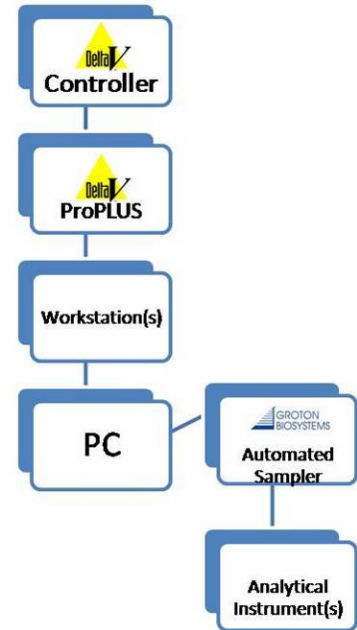 DeltaV
Controller
DeltaV
ProPLUS
Workstation(s)
PC
GROTON
BIOSYSTEMS
Automated
Sampler
Analytical
Instrument(s)